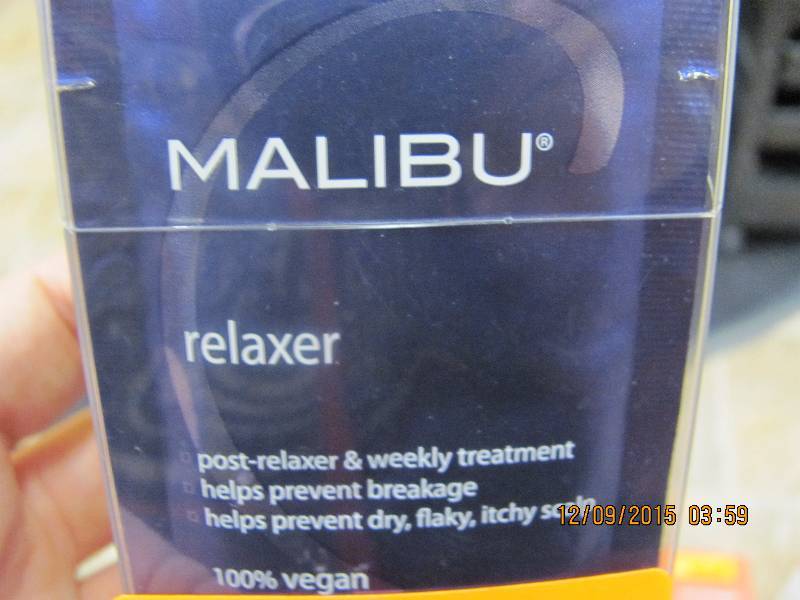 MALIBU®
relaxer
post-relaxer & weekly treatment
helps prevent breakage
helps prevent dry, flaky, itchy scalp
12/09/2015 03:59
100% vegan